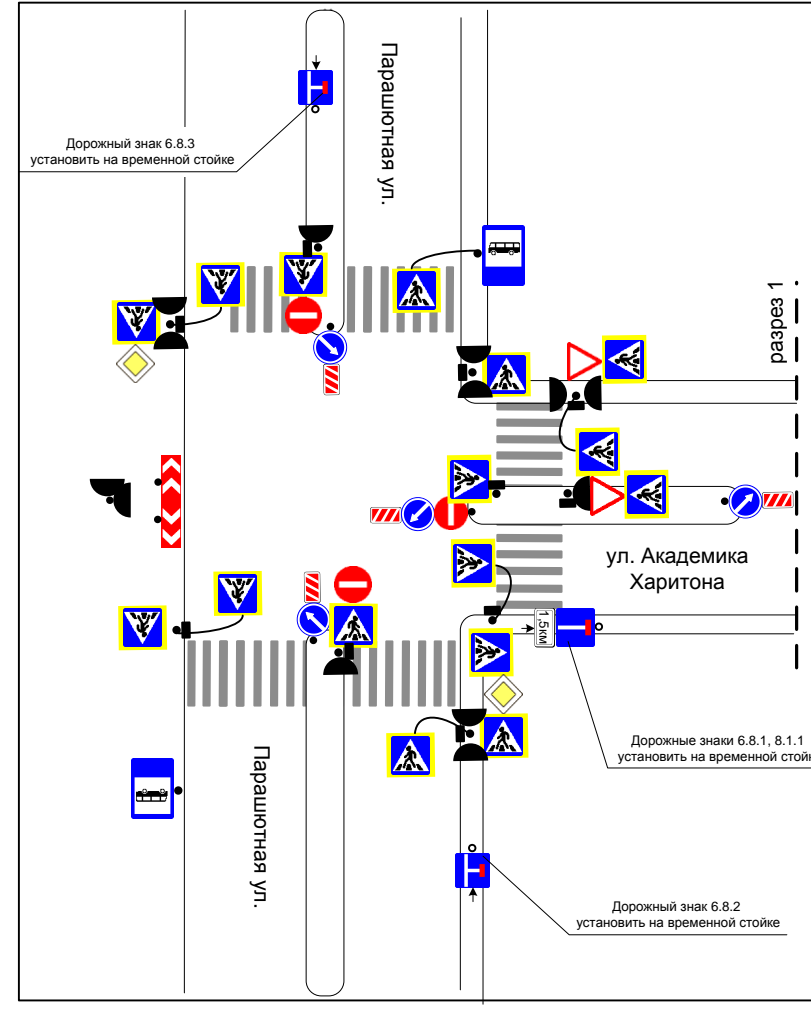 Парашютная ул.
Дорожный знак 6.8.3
установить на временной стойке
разрез 1
ул. Академика
Харитона
1,5км
Дорожные знаки 6.8.1, 8.1.1
установить на временной стойк
Парашютная ул.
Дорожный знак 6.8.2
установить на временной стойке